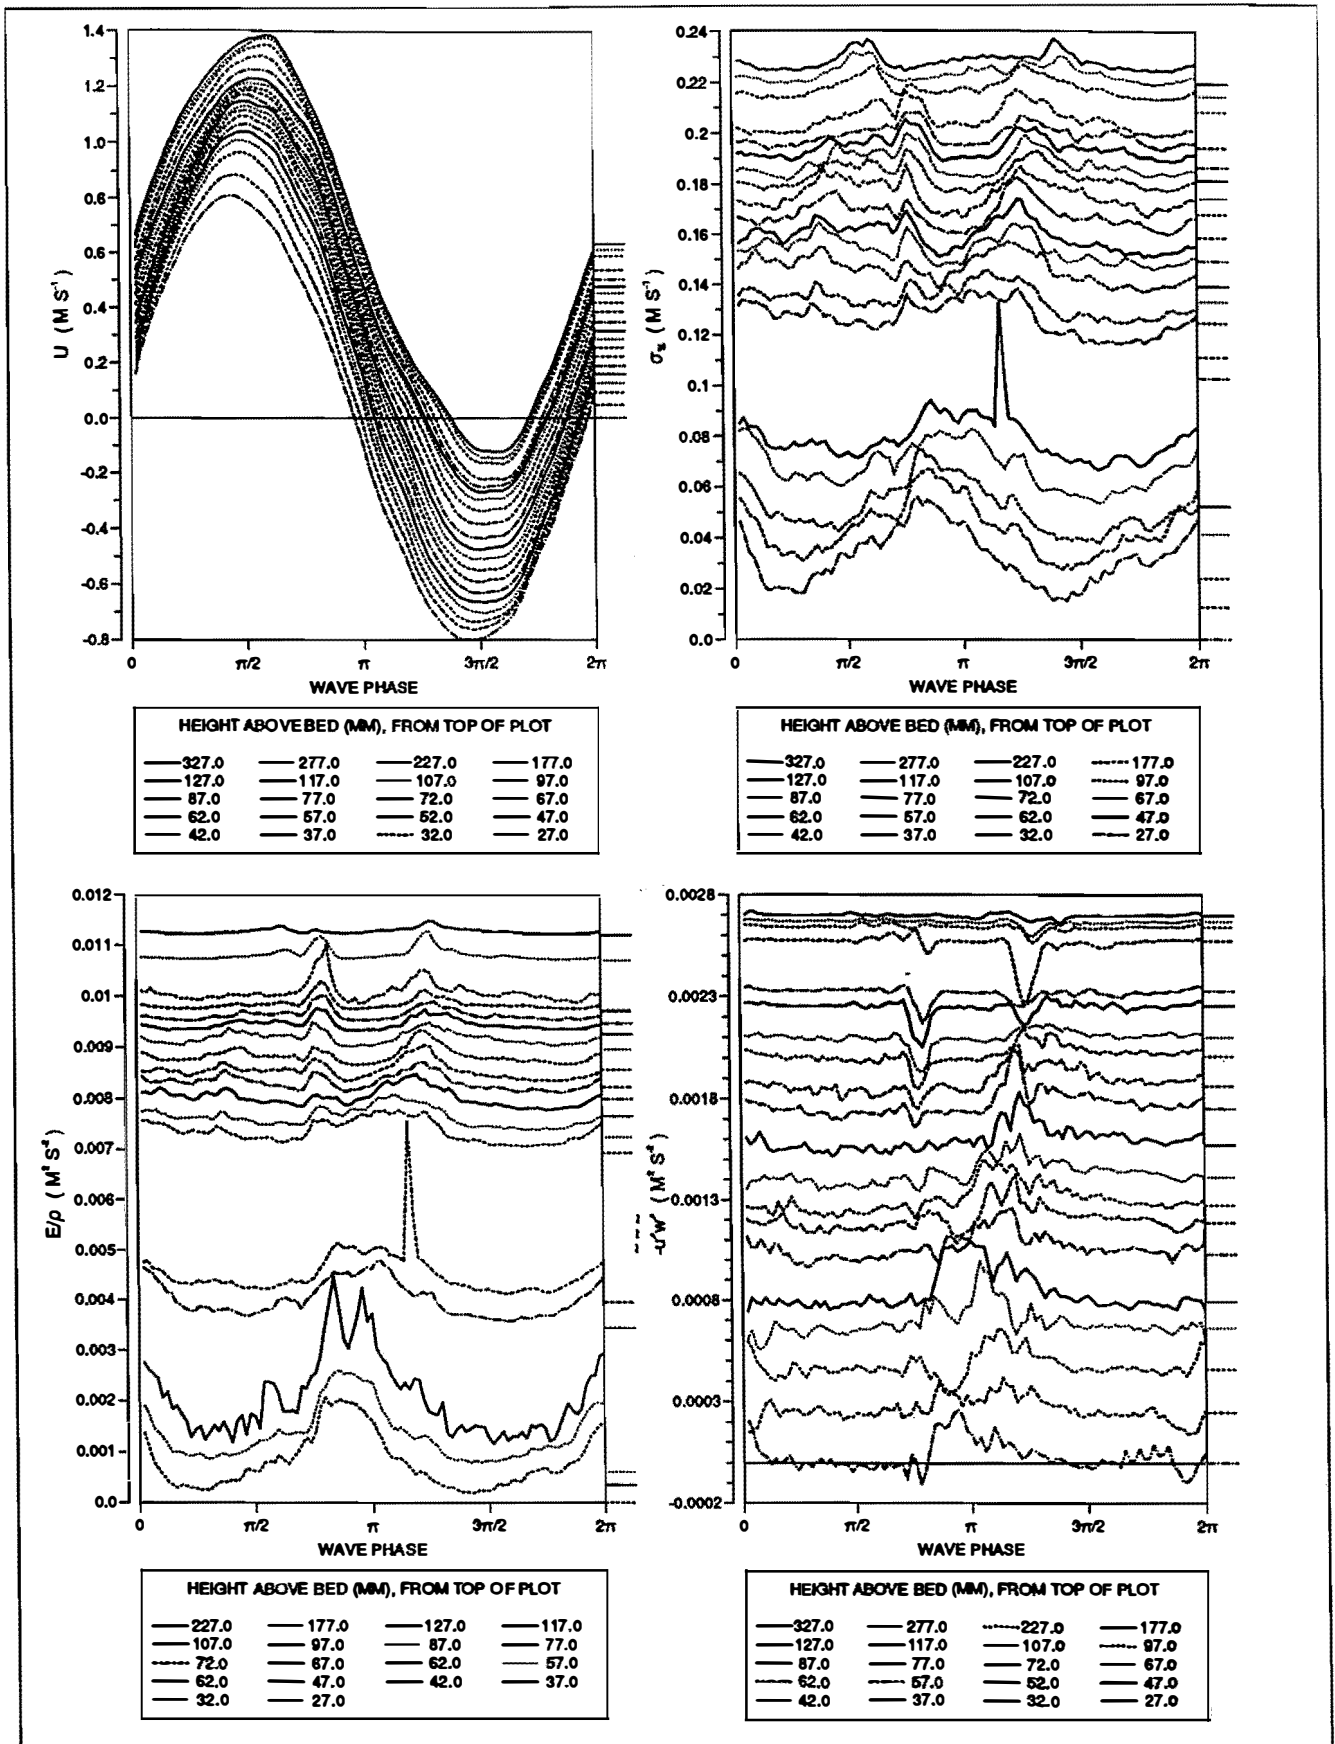 1.4
1.2
1.0
0.8
0.6
0.4
0.2
0.0
-0.2
-0.4
-0.6
-0.8
U ( M S⁻¹ )
0 π/2 π 3π/2 2π
WAVE PHASE
HEIGHT ABOVE BED (MM), FROM TOP OF PLOT
327.0 277.0 227.0 177.0
127.0 117.0 107.0 97.0
87.0 77.0 72.0 67.0
62.0 57.0 52.0 47.0
42.0 37.0 32.0 27.0
0.24
0.22
0.2
0.18
0.16
0.14
0.12
0.1
0.08
0.06
0.04
0.02
0.0
( M S⁻¹ )
0 π/2 π 3π/2 2π
WAVE PHASE
HEIGHT ABOVE BED (MM), FROM TOP OF PLOT
327.0 277.0 227.0 177.0
127.0 117.0 107.0 97.0
87.0 77.0 72.0 67.0
62.0 57.0 62.0 47.0
42.0 37.0 32.0 27.0
0.012
0.011
0.01
0.009
0.008
0.007
0.006
0.005
0.004
0.003
0.002
0.001
0.0
E/ρ ( M² S⁻² )
0 π/2 π 3π/2 2π
WAVE PHASE
HEIGHT ABOVE BED (MM), FROM TOP OF PLOT
227.0 177.0 127.0 117.0
107.0 97.0 87.0 77.0
72.0 67.0 62.0 57.0
62.0 47.0 42.0 37.0
32.0 27.0
0.0028
0.0023
0.0018
0.0013
0.0008
0.0003
-0.0002
-u'w' ( M² S⁻² )
0 π/2 π 3π/2 2π
WAVE PHASE
HEIGHT ABOVE BED (MM), FROM TOP OF PLOT
327.0 277.0 227.0 177.0
127.0 117.0 107.0 97.0
87.0 77.0 72.0 67.0
62.0 57.0 52.0 47.0
42.0 37.0 32.0 27.0